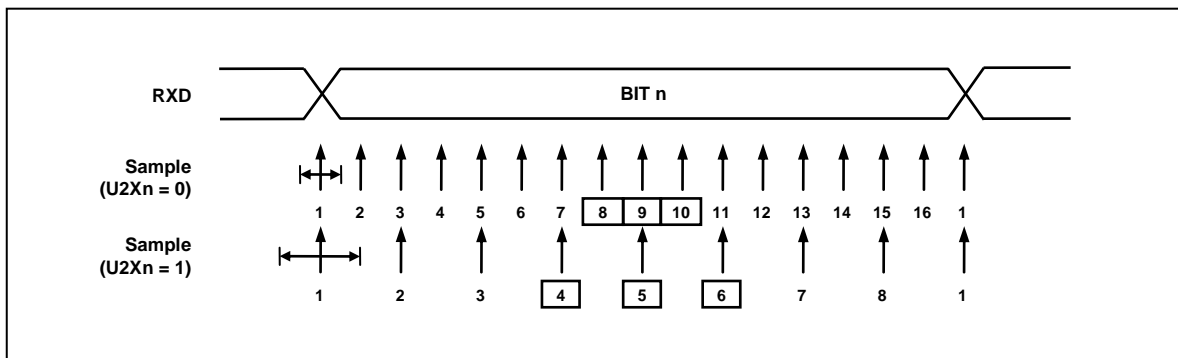 RXD
BIT n
Sample
(U2Xn = 0)
1 2 3 4 5 6 7 8 9 10 11 12 13 14 15 16 1
Sample
(U2Xn = 1)
1 2 3 4 5 6 7 8 1